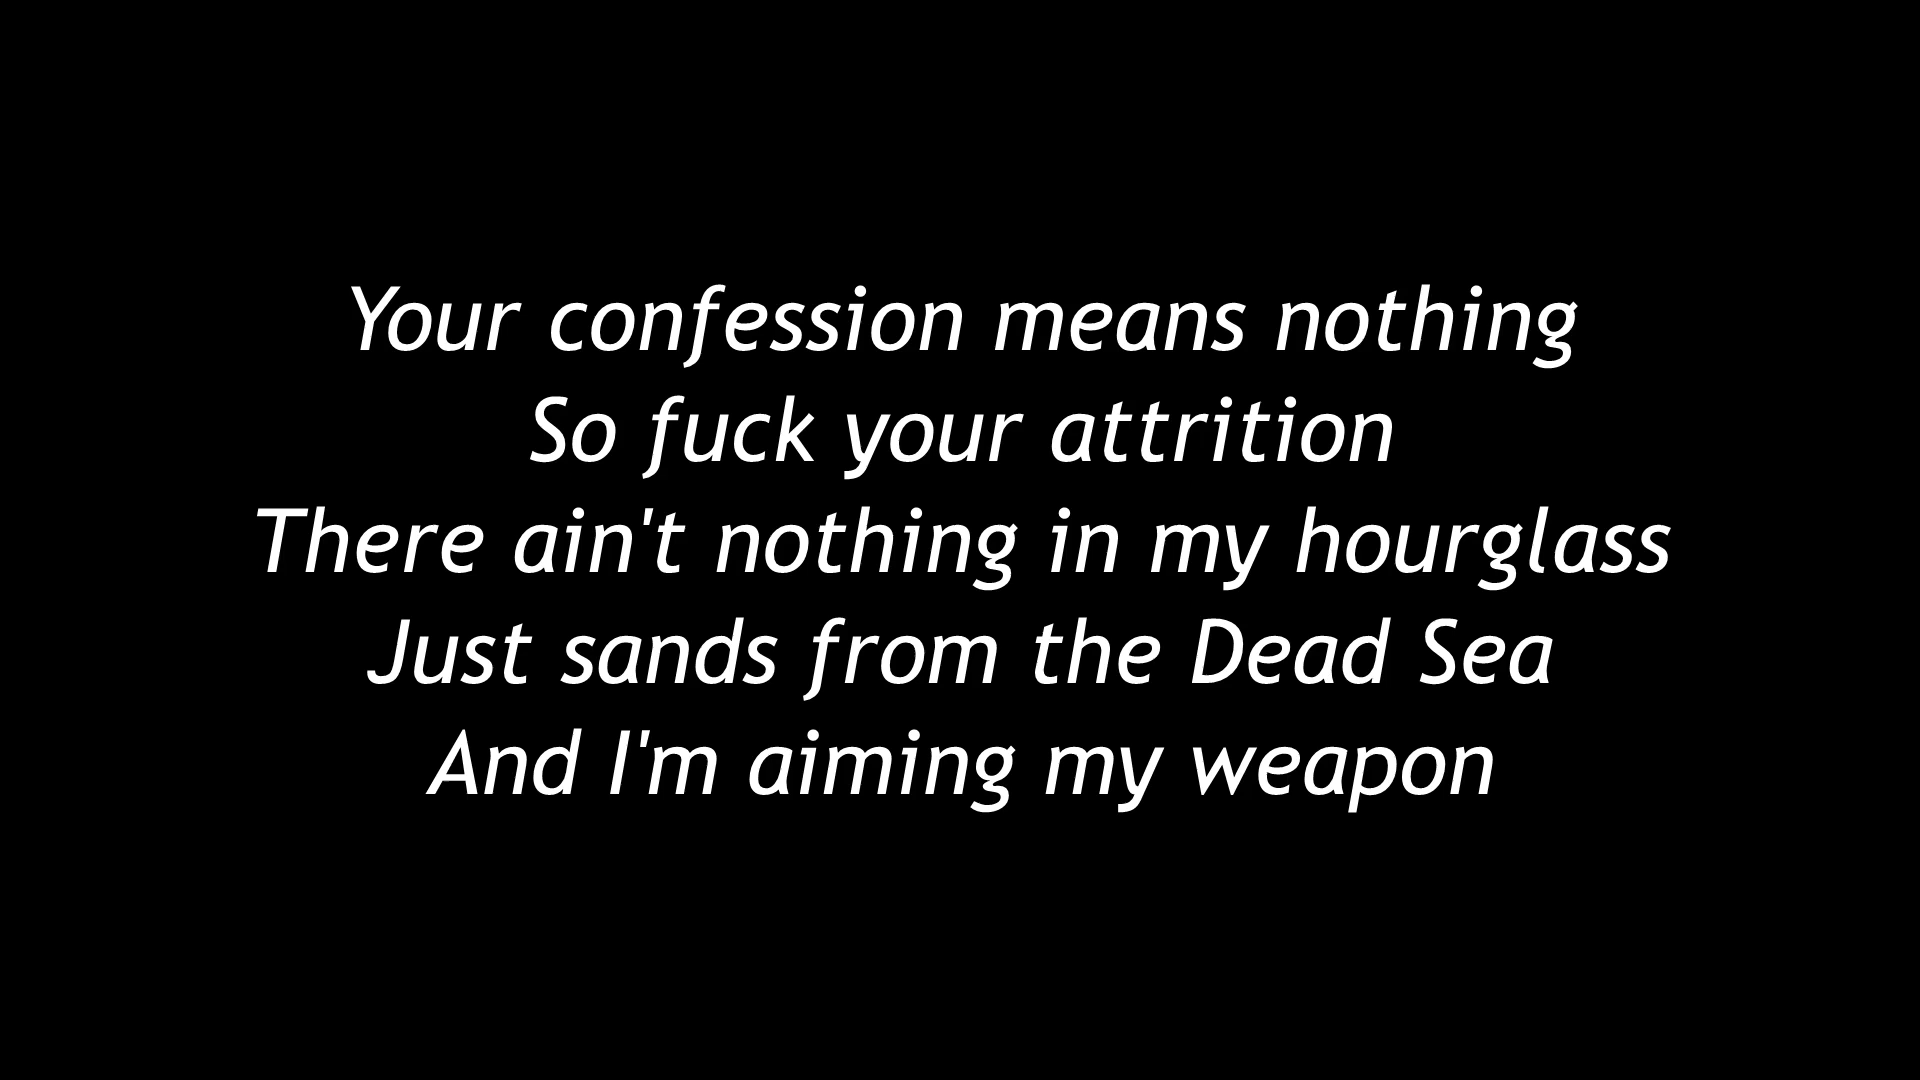 Your confession means nothing
So fuck your attrition
There ain't nothing in my hourglass
Just sands from the Dead Sea
And I'm aiming my weapon